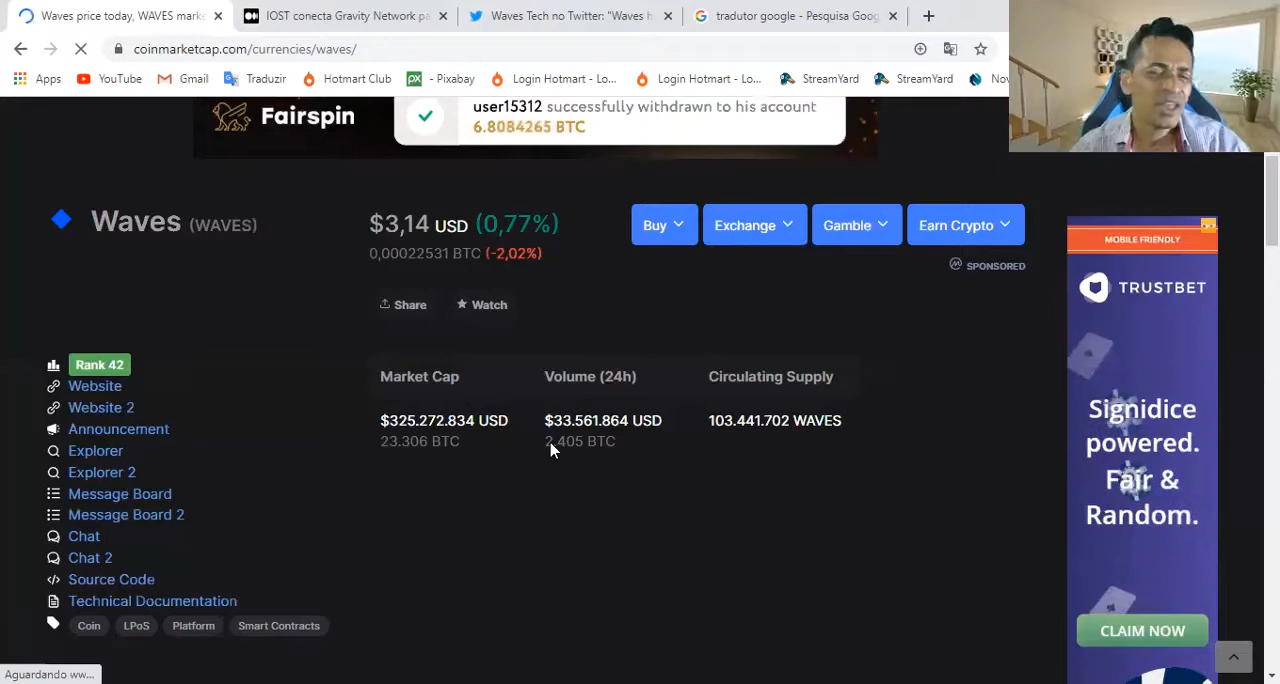 Waves price today, WAVES marke
IOST conecta Gravity Network pa
Waves Tech no Twitter: "Waves h
tradutor google - Pesquisa Goog
coinmarketcap.com/currencies/waves/
Apps
YouTube
Gmail
Traduzir
Hotmart Club
- Pixabay
Login Hotmart - Lo...
Login Hotmart - Lo...
StreamYard
StreamYard
Nov
Fairspin
user15312 successfully withdrawn to his account
6.8084265 BTC
Waves (WAVES)
$3,14 USD (0,77%)
0,00022531 BTC (-2,02%)
Buy
Exchange
Gamble
Earn Crypto
SPONSORED
Share
Watch
Rank 42
Website
Website 2
Announcement
Explorer
Explorer 2
Message Board
Message Board 2
Chat
Chat 2
Source Code
Technical Documentation
Coin
LPoS
Platform
Smart Contracts
Market Cap
Volume (24h)
Circulating Supply
$325.272.834 USD
$33.561.864 USD
103.441.702 WAVES
23.306 BTC
2.405 BTC
MOBILE FRIENDLY
TRUSTBET
Signidice
powered.
Fair &
Random.
CLAIM NOW
Aguardando ww...